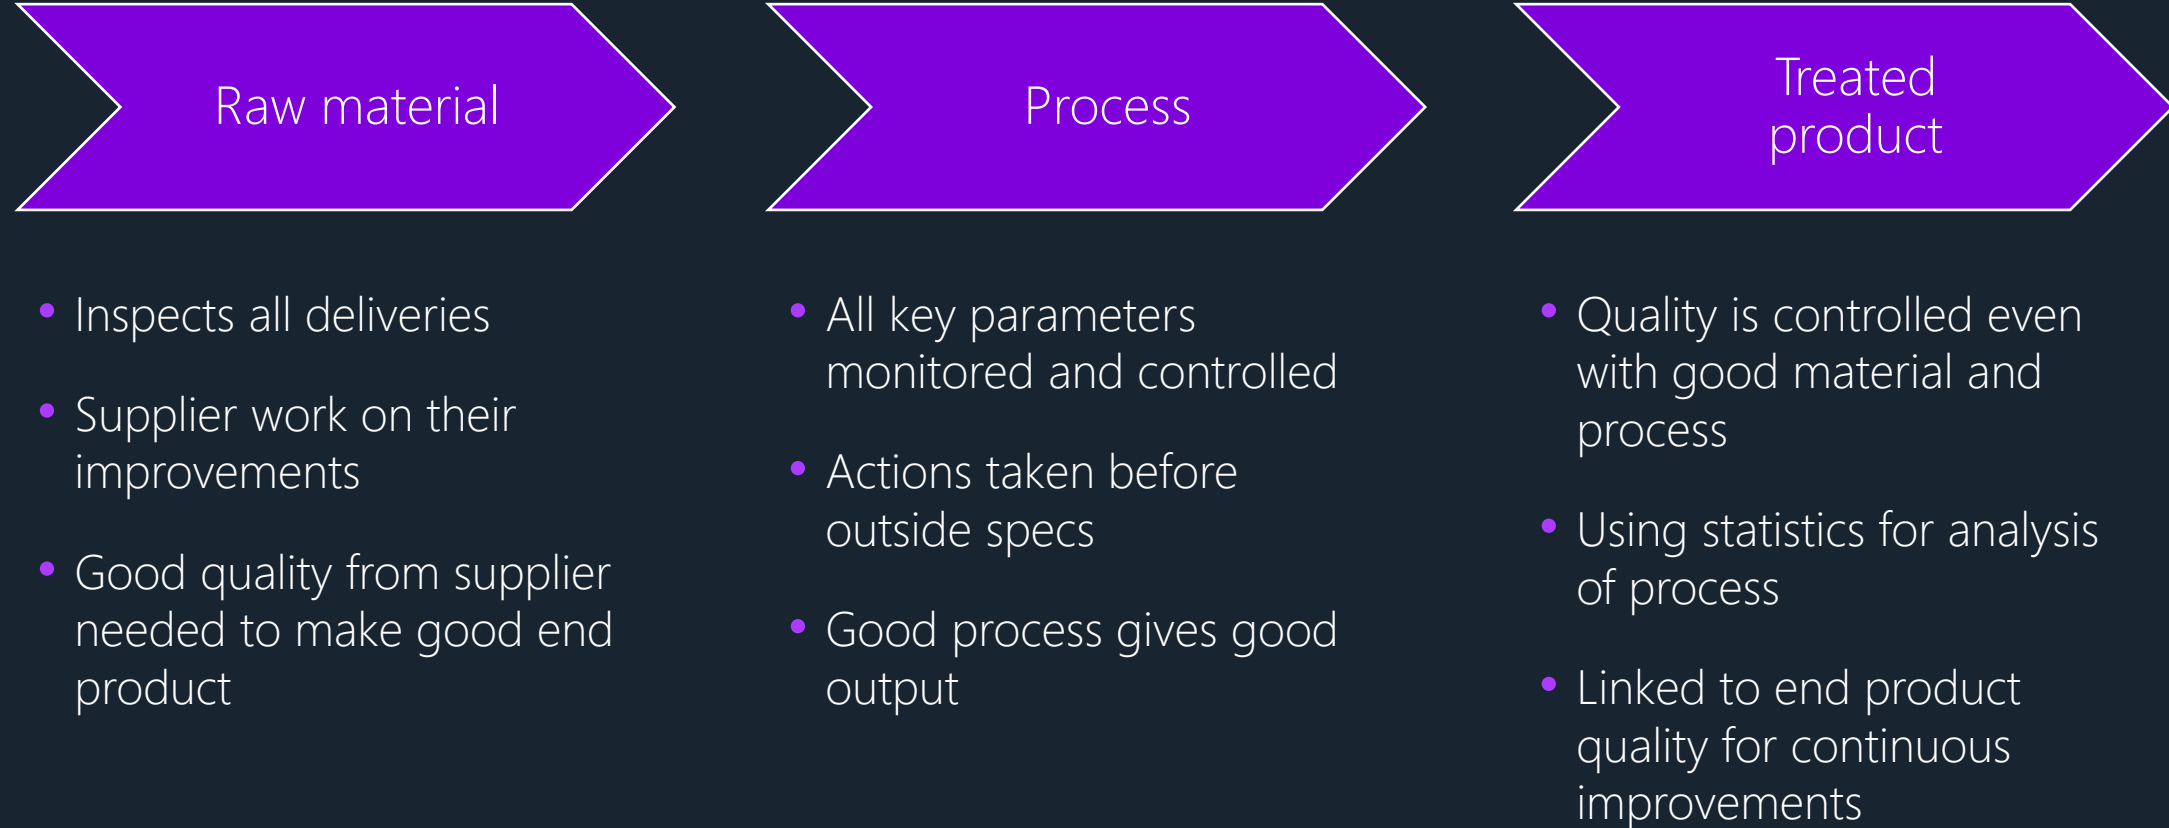 Raw material
Process
Treated
product
• Inspects all deliveries
• Supplier work on their
improvements
• Good quality from supplier
needed to make good end
product
• All key parameters
monitored and controlled
• Actions taken before
outside specs
• Good process gives good
output
• Quality is controlled even
with good material and
process
• Using statistics for analysis
of process
• Linked to end product
quality for continuous
improvements